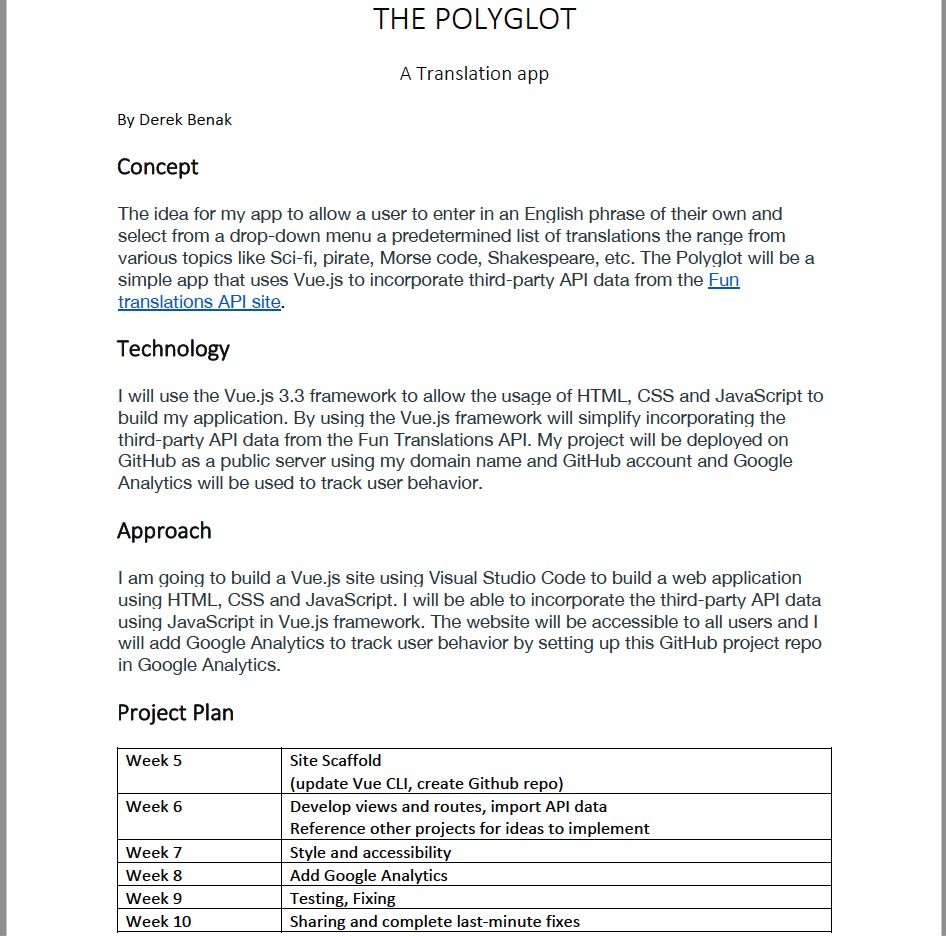 THE POLYGLOT
A Translation app
By Derek Benak
Concept
The idea for my app to allow a user to enter in an English phrase of their own and
select from a drop-down menu a predetermined list of translations the range from
various topics like Sci-fi, pirate, Morse code, Shakespeare, etc. The Polyglot will be a
simple app that uses Vue.js to incorporate third-party API data from the Fun
translations API site.
Technology
I will use the Vue.js 3.3 framework to allow the usage of HTML, CSS and JavaScript to
build my application. By using the Vue.js framework will simplify incorporating the
third-party API data from the Fun Translations API. My project will be deployed on
GitHub as a public server using my domain name and GitHub account and Google
Analytics will be used to track user behavior.
Approach
I am going to build a Vue.js site using Visual Studio Code to build a web application
using HTML, CSS and JavaScript. I will be able to incorporate the third-party API data
using JavaScript in Vue.js framework. The website will be accessible to all users and I
will add Google Analytics to track user behavior by setting up this GitHub project repo
in Google Analytics.
Project Plan
Week 5 Site Scaffold
(update Vue CLI, create Github repo)
Week 6 Develop views and routes, import API data
Reference other projects for ideas to implement
Week 7 Style and accessibility
Week 8 Add Google Analytics
Week 9 Testing, Fixing
Week 10 Sharing and complete last-minute fixes